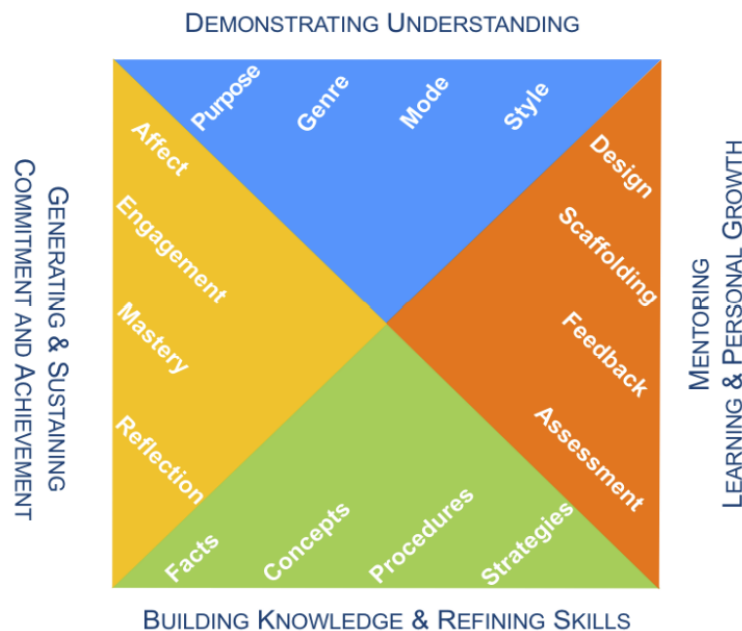 DEMONSTRATING UNDERSTANDING
Purpose
Genre
Mode
Style
GENERATING & SUSTAINING
COMMITMENT AND ACHIEVEMENT
Affect
Engagement
Mastery
Reflection
Design
Scaffolding
Feedback
Assessment
MENTORING
LEARNING & PERSONAL GROWTH
Facts
Concepts
Procedures
Strategies
BUILDING KNOWLEDGE & REFINING SKILLS